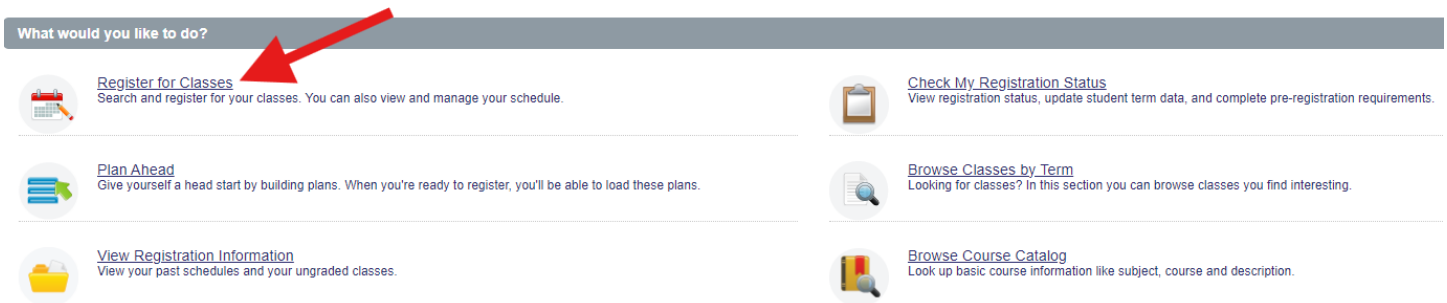 What would you like to do?
Register for Classes
Search and register for your classes. You can also view and manage your schedule.
Check My Registration Status
View registration status, update student term data, and complete pre-registration requirements.
Plan Ahead
Give yourself a head start by building plans. When you're ready to register, you'll be able to load these plans.
Browse Classes by Term
Looking for classes? In this section you can browse classes you find interesting.
View Registration Information
View your past schedules and your ungraded classes.
Browse Course Catalog
Look up basic course information like subject, course and description.